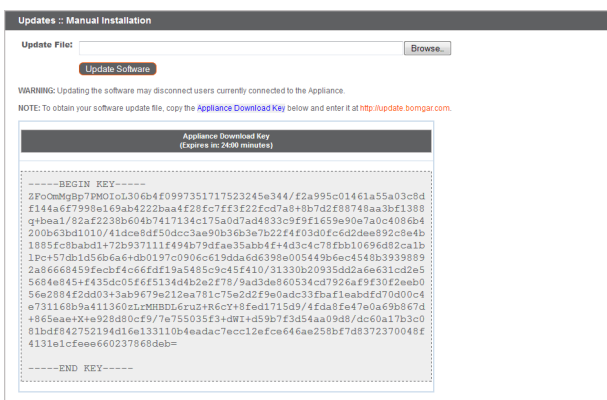 Updates :: Manual Installation
Update File:
Browse..
Update Software
WARNING: Updating the software may disconnect users currently connected to the Appliance.
NOTE: To obtain your software update file, copy the Appliance Download Key below and enter it at http://update.bomgar.com.
Appliance Download Key
(Expires in: 24:00 minutes)
-----BEGIN KEY-----
ZFoOmMgBp7PMOIoL306b4f0997351717523245e344/f2a995c01461a55a03c8d
f144a6f7998e169ab4222baa4f28fc7ff3f22fcd7a8+8b7d2f88748aa3bf1388
q+bea1/82af2238b604b7417134c175a0d7ad4833c9f9f1659e90e7a0c4086b4
200b63bd1010/41dce8df50dcc3ae90b36b3e7b22f4f03d0fc6d2dee892c8e4b
1885fc8babd1+72b937111f494b79dfae35abb4f+4d3c4c78fbb10696d82ca1b
1Pc+57db1d56b6a6+db0197c0906c619dda6d6398e005449b6ec4548b3939889
2a86668459fecbf4c66fdf19a5485c9c45f410/31330b20935dd2a6e631cd2e5
5684e845+f435dc05f6f5134d4b2e2f78/9ad3de860534cd7926af9f30f2eeb0
56e2884f2dd03+3ab9679e212ea781c75e2d2f9e0adc33fbaf1eabdfd70d00c4
e731168b9a411360zLrMHBDL6ruZ+R6cY+8fed1715d9/4fda8fe47e0a69b867d
+865eae+X+e928d80cf9/7e755035f3+dWI+d59b7f3d54aa09d8/dc60a17b3c0
81bdf842752194d16e133110b4eadac7ecc12efce646ae258bf7d8372370048f
4131e1cfeee660237868deb=
-----END KEY-----